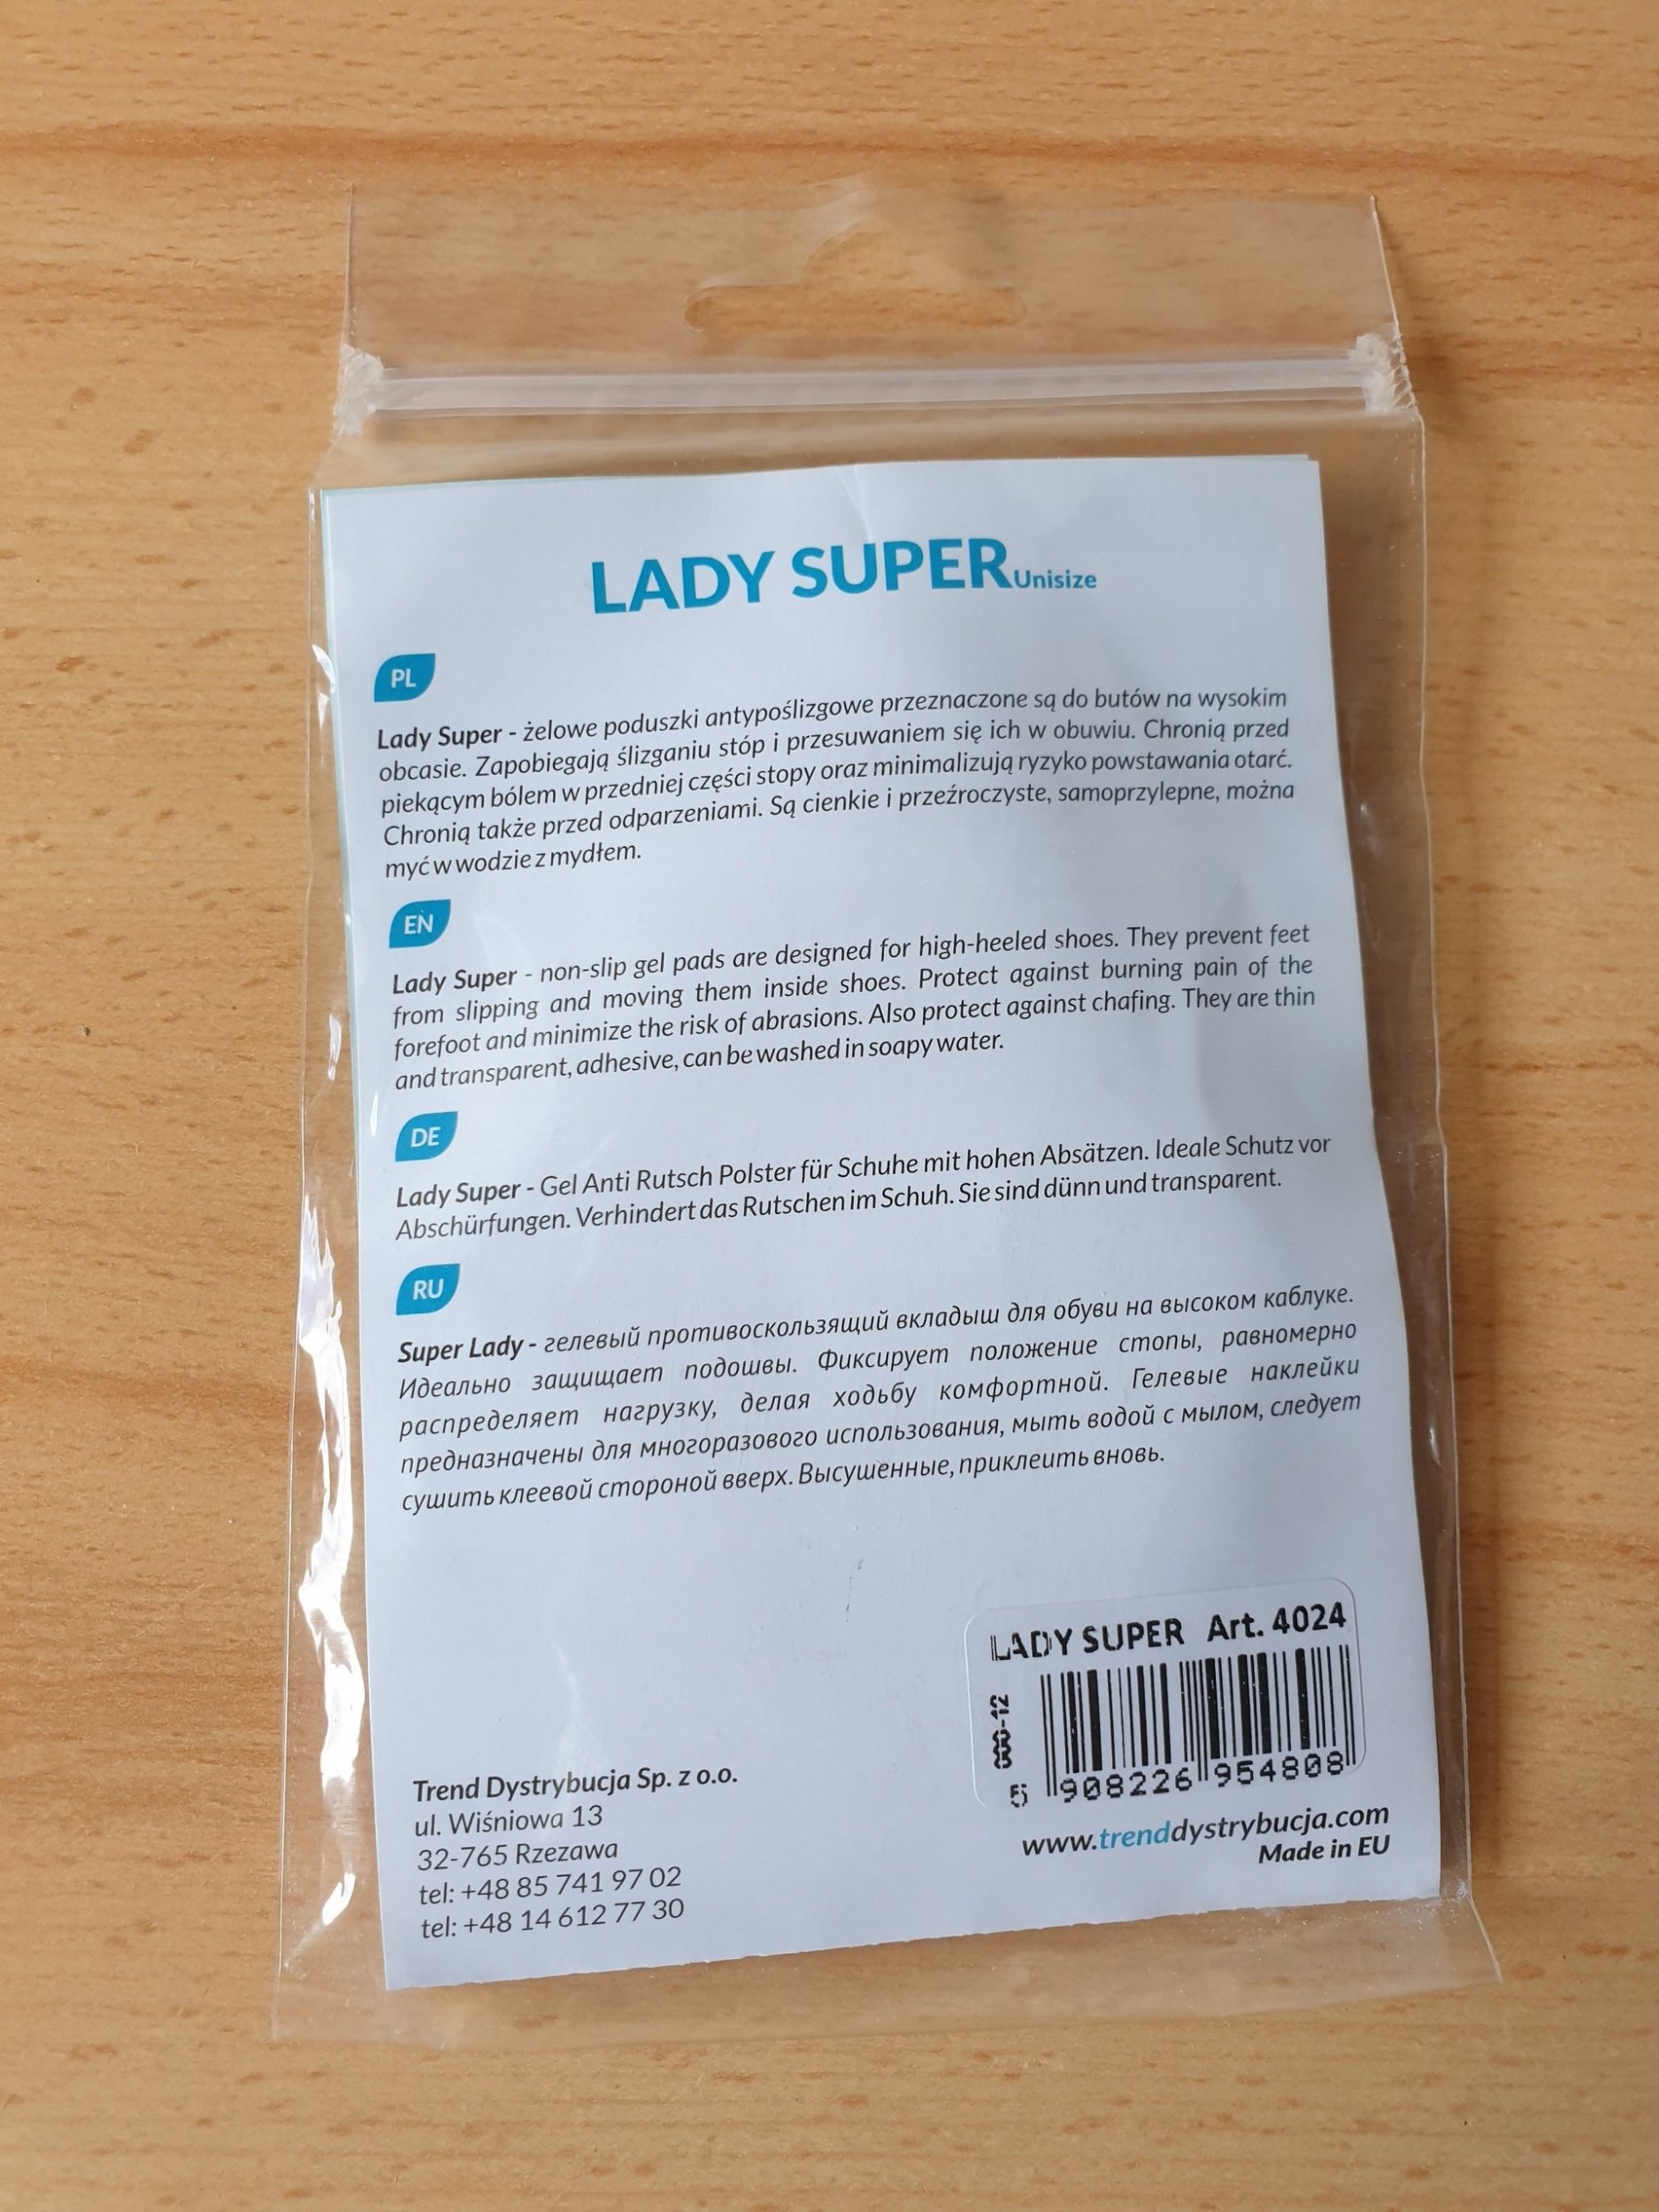 LADY SUPER Unisize
PL
Lady Super - żelowe poduszki antypoślizgowe przeznaczone są do butów na wysokim
obcasie. Zapobiegają ślizganiu stóp i przesuwaniem się ich w obuwiu. Chronią przed
piekącym bólem w przedniej części stopy oraz minimalizują ryzyko powstawania otarć.
Chronią także przed odparzeniami. Są cienkie i przeźroczyste, samoprzylepne, można
myć w wodzie z mydłem.
EN
Lady Super - non-slip gel pads are designed for high-heeled shoes. They prevent feet
from slipping and moving them inside shoes. Protect against burning pain of the
forefoot and minimize the risk of abrasions. Also protect against chafing. They are thin
and transparent, adhesive, can be washed in soapy water.
DE
Lady Super - Gel Anti Rutsch Polster für Schuhe mit hohen Absätzen. Ideale Schutz vor
Abschürfungen. Verhindert das Rutschen im Schuh. Sie sind dünn und transparent.
RU
Super Lady - гелевый противоскользящий вкладыш для обуви на высоком каблуке.
Идеально защищает подошвы. Фиксирует положение стопы, равномерно
распределяет нагрузку, делая ходьбу комфортной. Гелевые наклейки
предназначены для многоразового использования, мыть водой с мылом, следует
сушить клеевой стороной вверх. Высушенные, приклеить вновь.
LADY SUPER Art. 4024
000-12
5 908226 954808
Trend Dystrybucja Sp. z o.o.
ul. Wiśniowa 13
32-765 Rzezawa
tel: +48 85 741 97 02
tel: +48 14 612 77 30
www.trenddystrybucja.com
Made in EU